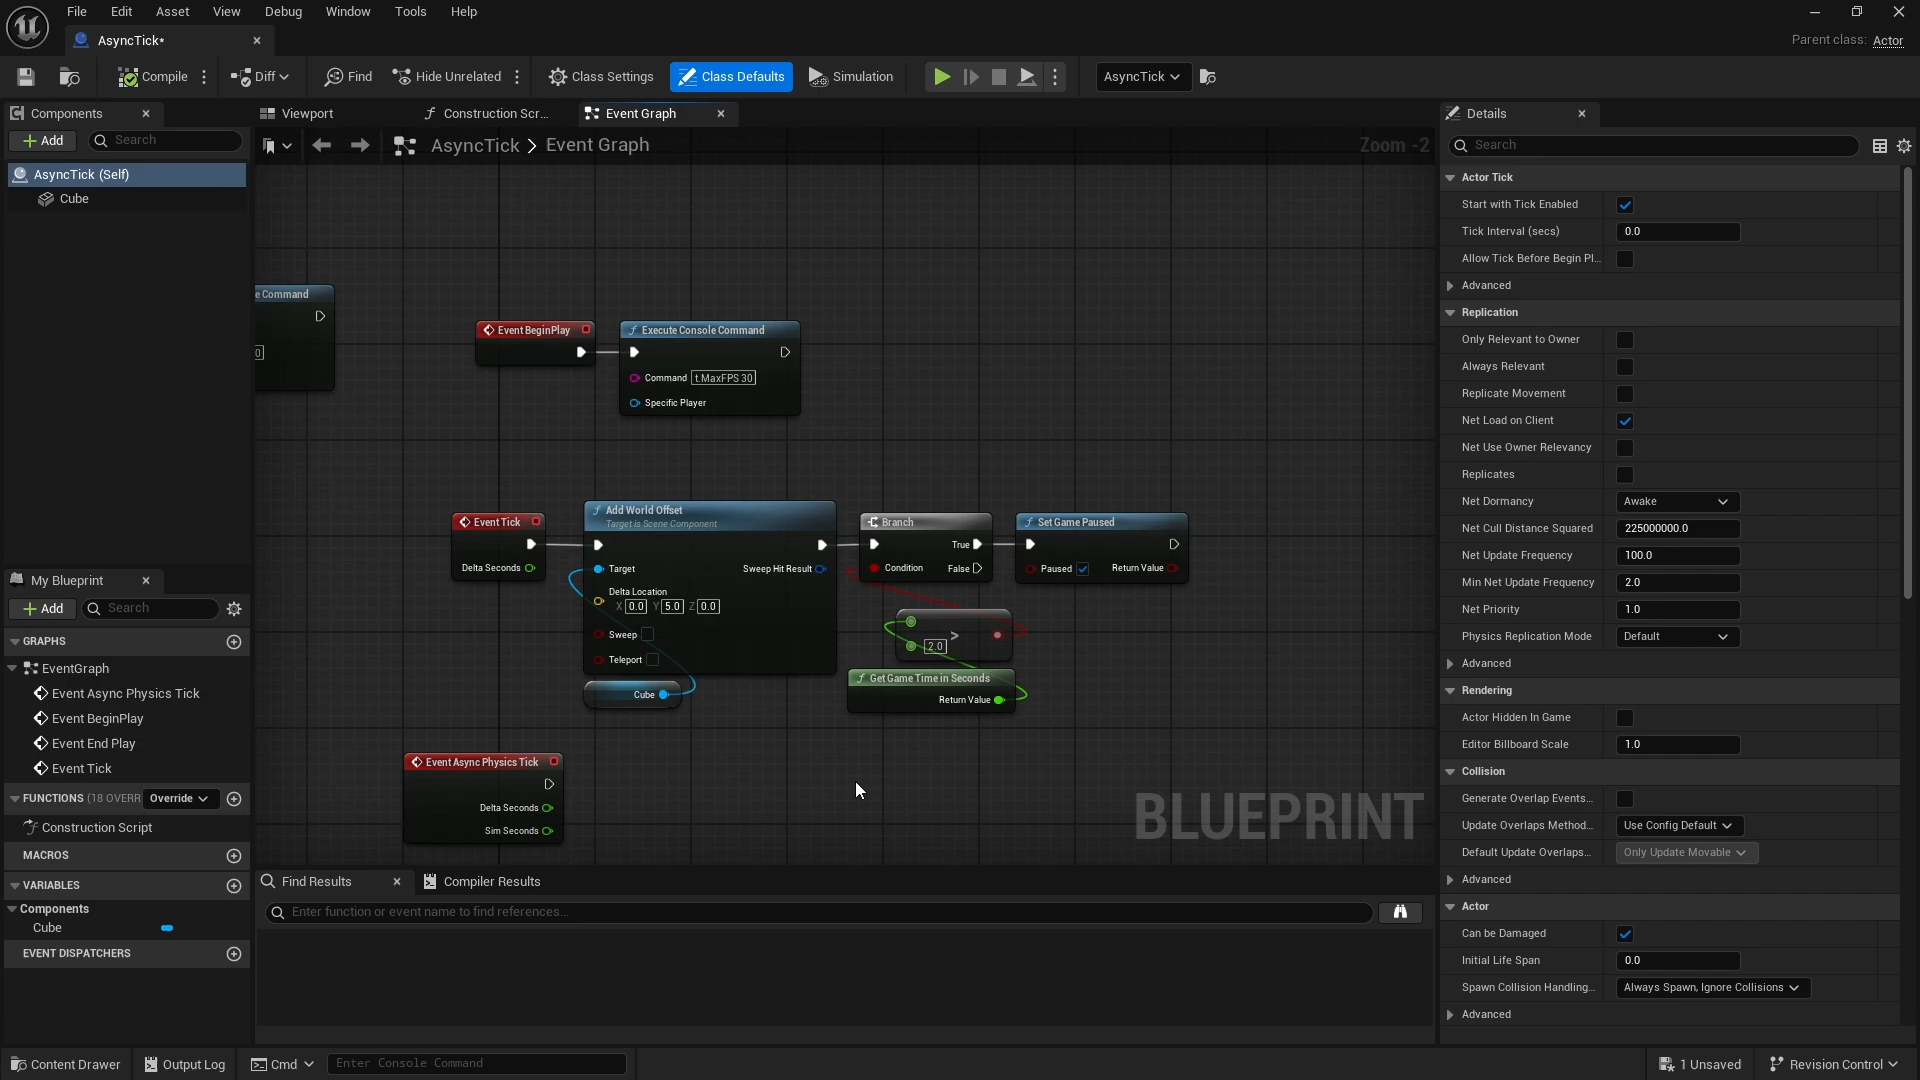 File Edit Asset View Debug Window Tools Help
AsyncTick*
Parent class: Actor
Compile Diff Find Hide Unrelated Class Settings Class Defaults Simulation AsyncTick
Components
Add Search
AsyncTick (Self)
Cube
Viewport Construction Scr... Event Graph
AsyncTick > Event Graph
Zoom -2
e Command
0
Event BeginPlay
Execute Console Command
Command t.MaxFPS 30
Specific Player
Event Tick
Delta Seconds
Add World Offset
Target is Scene Component
Target Sweep Hit Result
Delta Location
X 0.0 Y 5.0 Z 0.0
Sweep
Teleport
Cube
Branch
True
Condition False
Set Game Paused
Paused Return Value
>
2.0
Get Game Time in Seconds
Return Value
Event Async Physics Tick
Delta Seconds
Sim Seconds
BLUEPRINT
My Blueprint
Add Search
GRAPHS
EventGraph
Event Async Physics Tick
Event BeginPlay
Event End Play
Event Tick
FUNCTIONS (18 OVERR Override
Construction Script
MACROS
VARIABLES
Components
Cube
EVENT DISPATCHERS
Find Results Compiler Results
Enter function or event name to find references...
Details
Search
Actor Tick
Start with Tick Enabled
Tick Interval (secs) 0.0
Allow Tick Before Begin Pl...
Advanced
Replication
Only Relevant to Owner
Always Relevant
Replicate Movement
Net Load on Client
Net Use Owner Relevancy
Replicates
Net Dormancy Awake
Net Cull Distance Squared 225000000.0
Net Update Frequency 100.0
Min Net Update Frequency 2.0
Net Priority 1.0
Physics Replication Mode Default
Advanced
Rendering
Actor Hidden In Game
Editor Billboard Scale 1.0
Collision
Generate Overlap Events...
Update Overlaps Method... Use Config Default
Default Update Overlaps... Only Update Movable
Advanced
Actor
Can be Damaged
Initial Life Span 0.0
Spawn Collision Handling... Always Spawn, Ignore Collisions
Advanced
Content Drawer Output Log Cmd Enter Console Command 1 Unsaved Revision Control